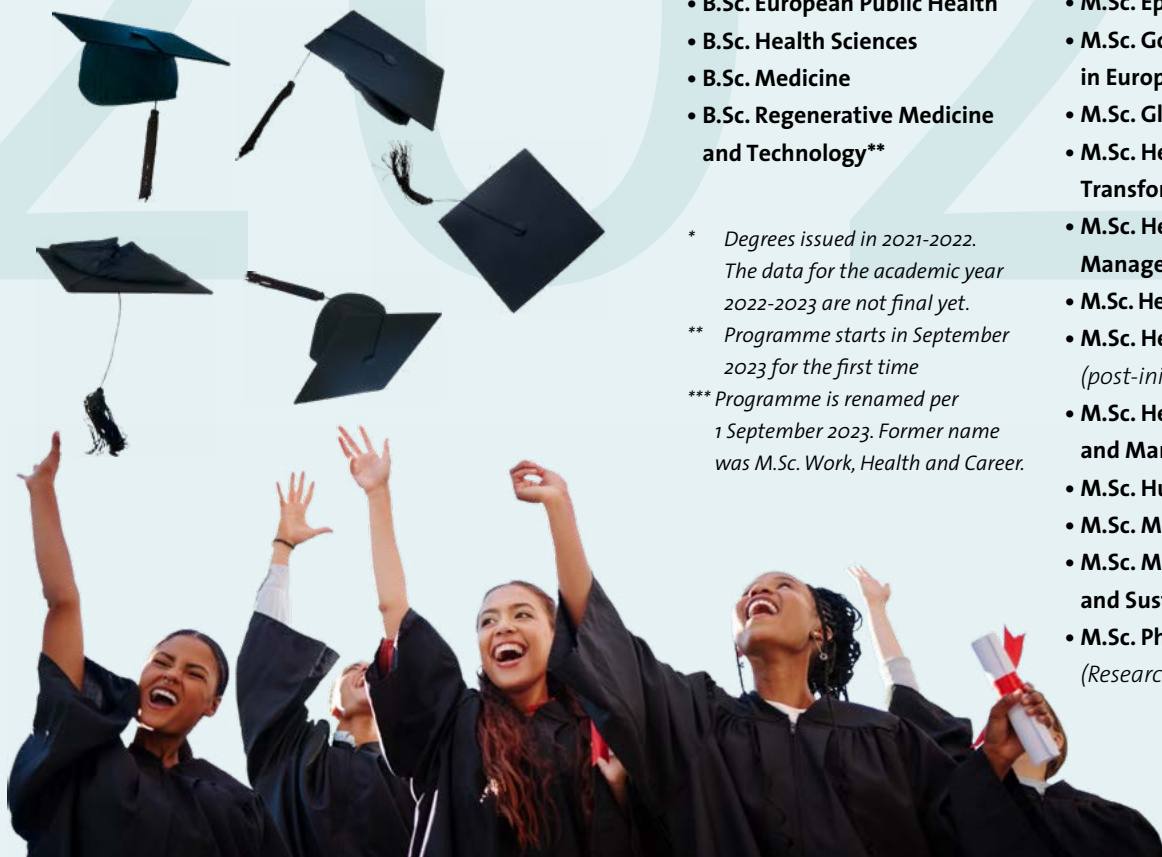 202
• B.Sc. European Public Health
• B.Sc. Health Sciences
• B.Sc. Medicine
• B.Sc. Regenerative Medicine
and Technology**
* Degrees issued in 2021-2022.
The data for the academic year
2022-2023 are not final yet.
** Programme starts in September
2023 for the first time
*** Programme is renamed per
1 September 2023. Former name
was M.Sc. Work, Health and Career.
• M.Sc. Ep
• M.Sc. Go
in Europ
• M.Sc. Gl
• M.Sc. He
Transfor
• M.Sc. He
Manage
• M.Sc. He
• M.Sc. He
(post-ini
• M.Sc. He
and Mar
• M.Sc. Hu
• M.Sc. M
• M.Sc. M
and Sust
• M.Sc. Ph
(Researc